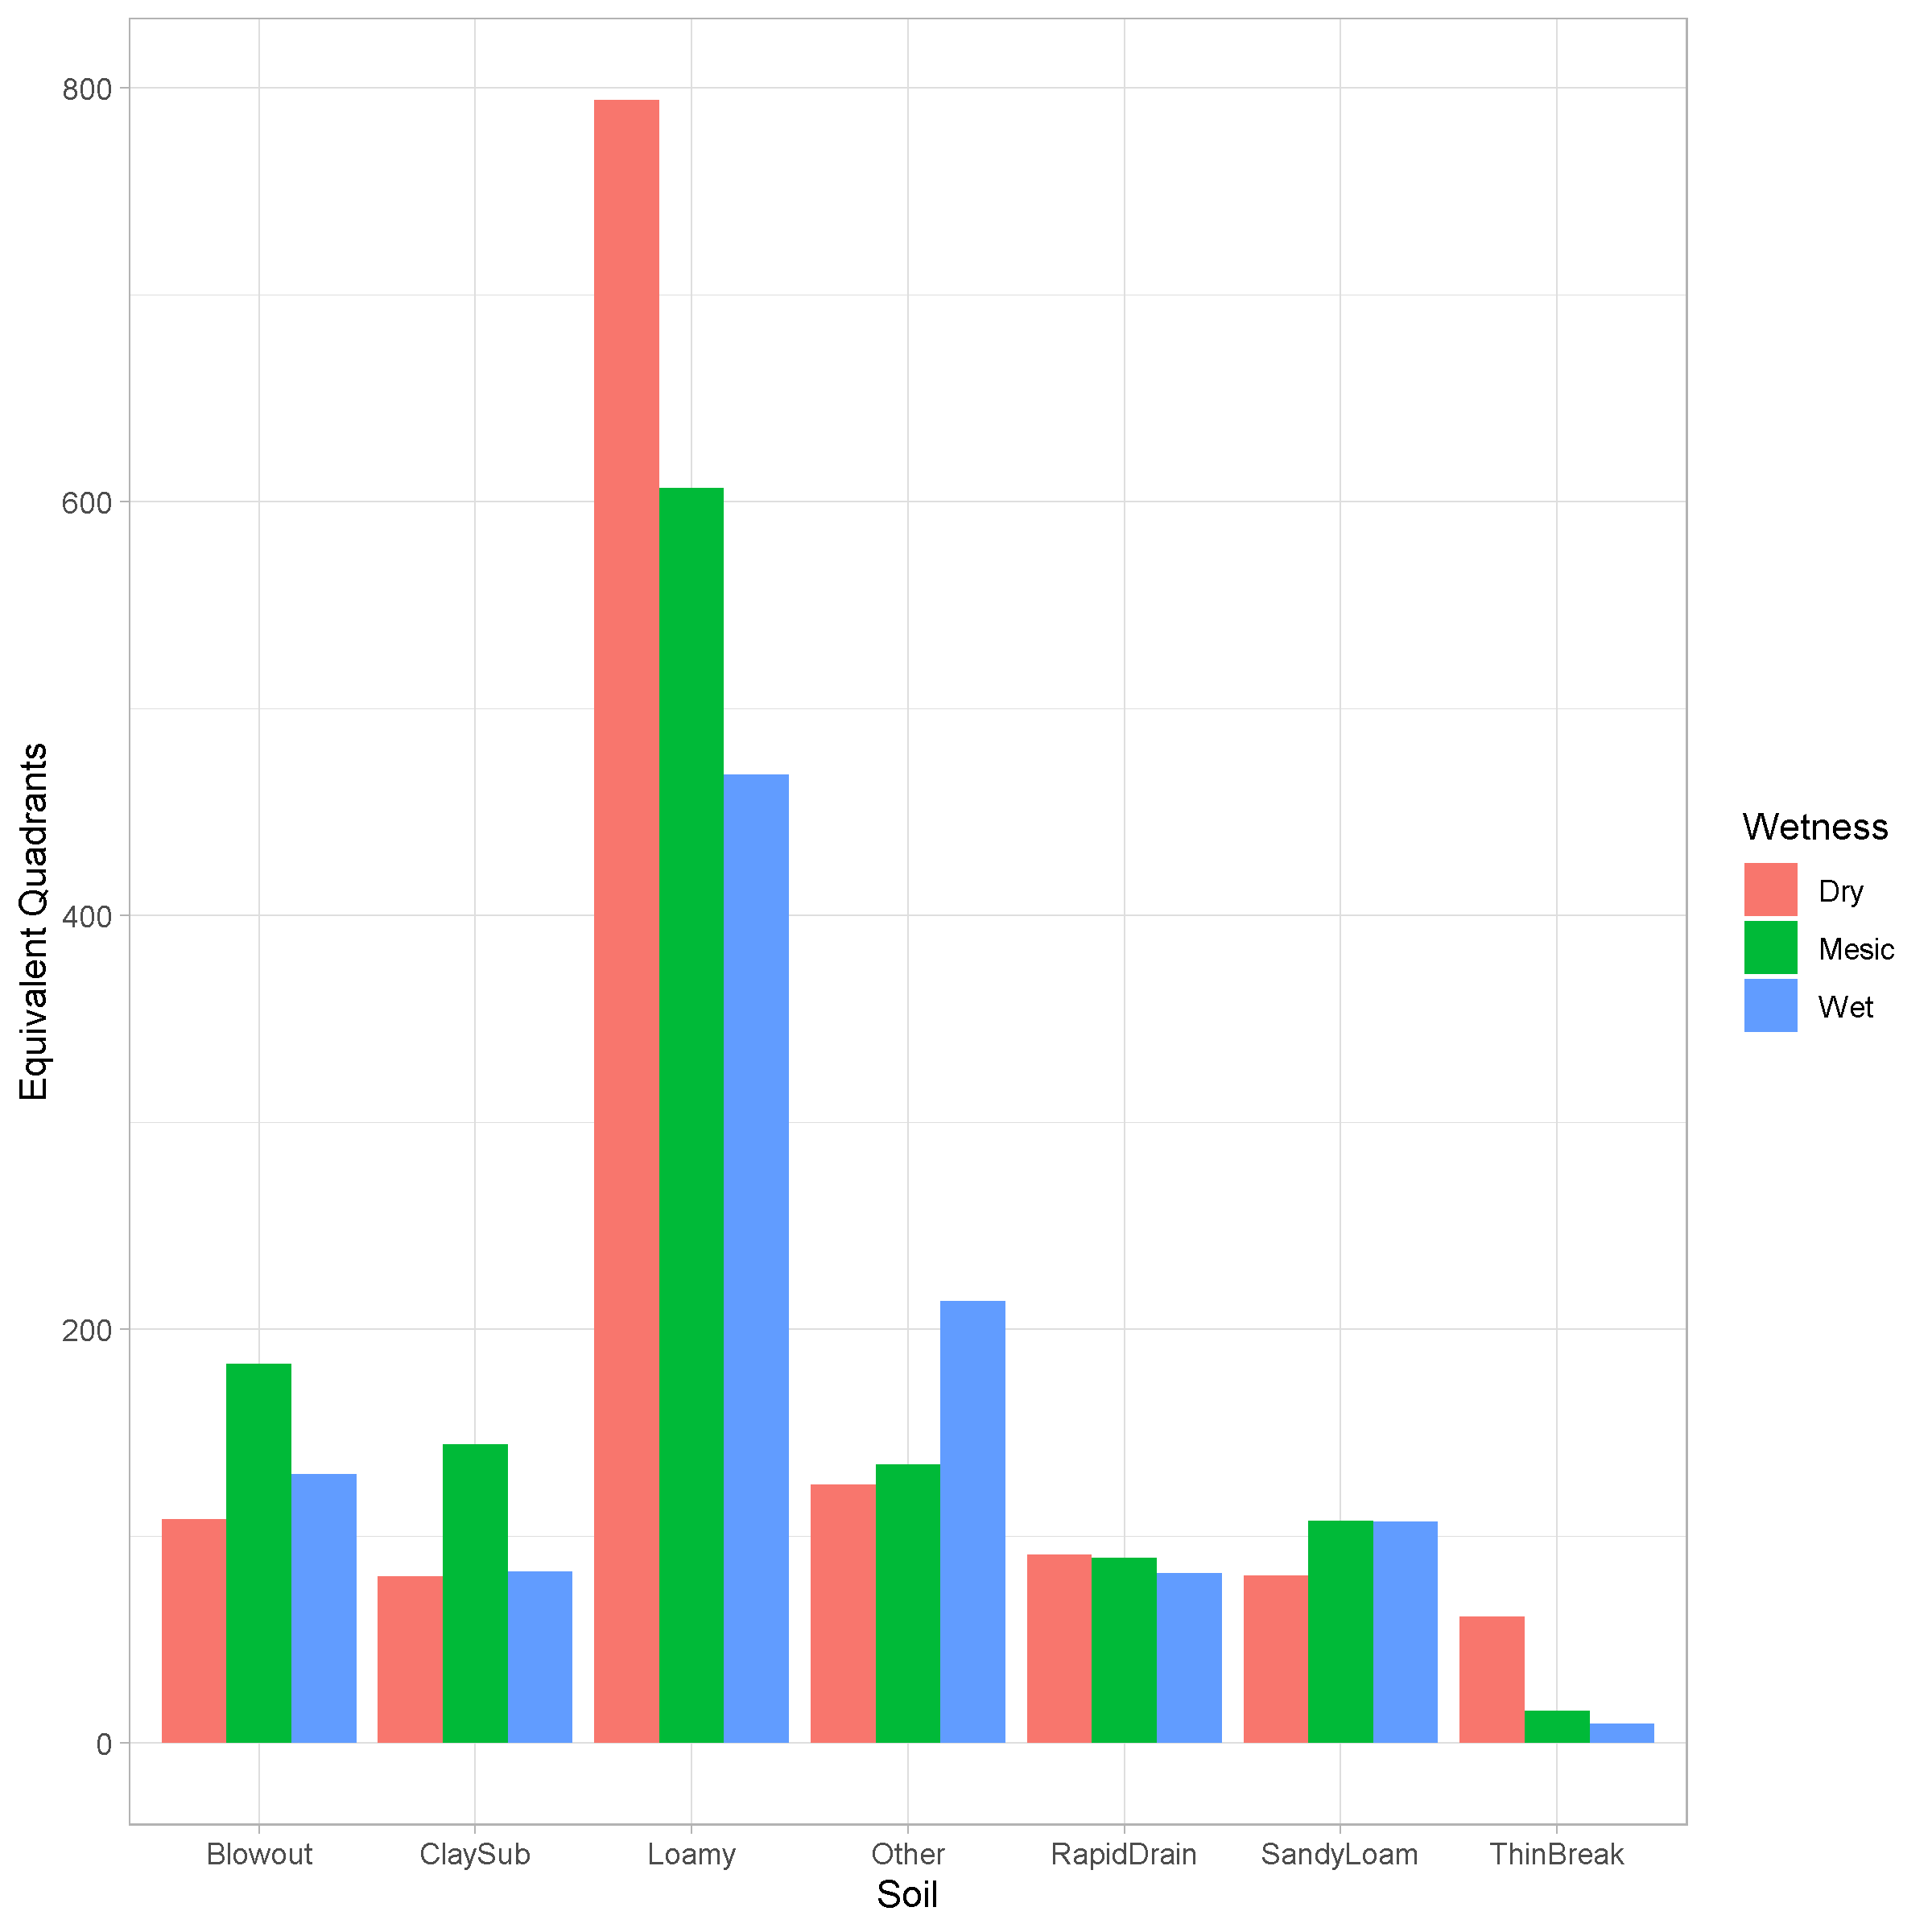 800
600
400
200
0
Equivalent Quadrants
Blowout ClaySub Loamy Other RapidDrain SandyLoam ThinBreak
Soil
Wetness
Dry
Mesic
Wet